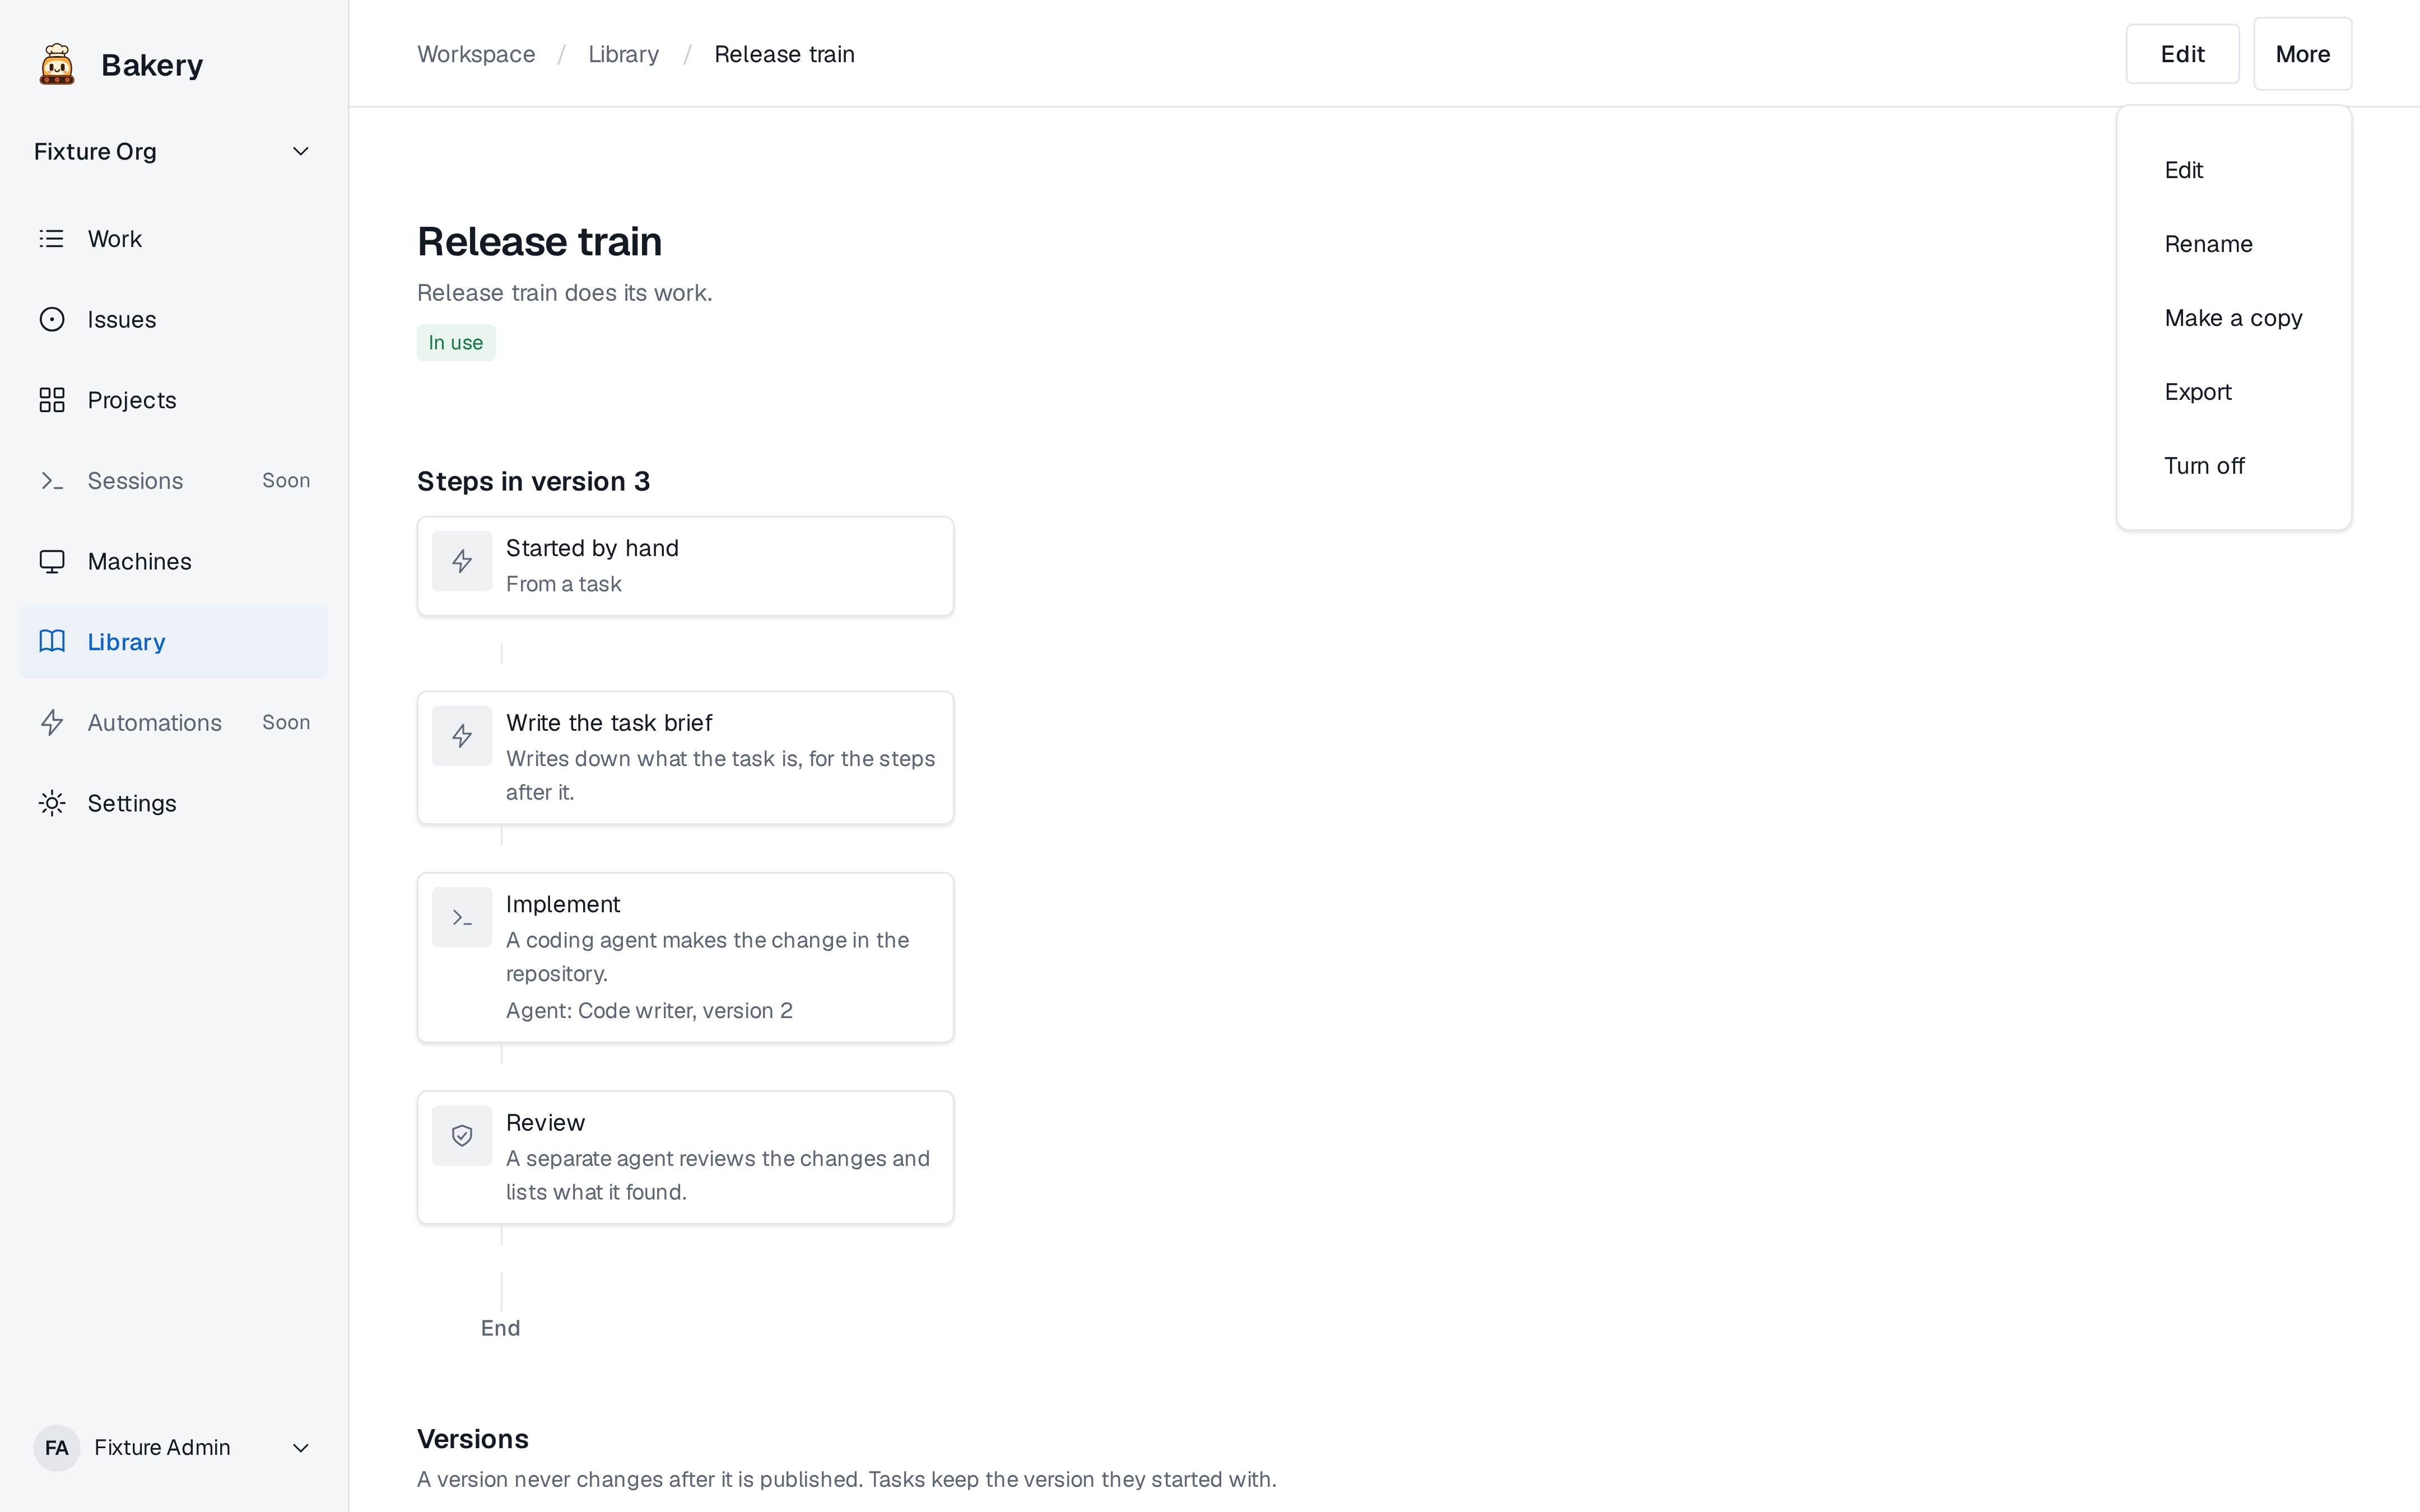 Bakery
Fixture Org
Work
Issues
Projects
Sessions Soon
Machines
Library
Automations Soon
Settings
FA Fixture Admin
Workspace / Library / Release train
Edit
More
Edit
Rename
Make a copy
Export
Turn off
Release train
Release train does its work.
In use
Steps in version 3
Started by hand
From a task
Write the task brief
Writes down what the task is, for the steps
after it.
Implement
A coding agent makes the change in the
repository.
Agent: Code writer, version 2
Review
A separate agent reviews the changes and
lists what it found.
End
Versions
A version never changes after it is published. Tasks keep the version they started with.